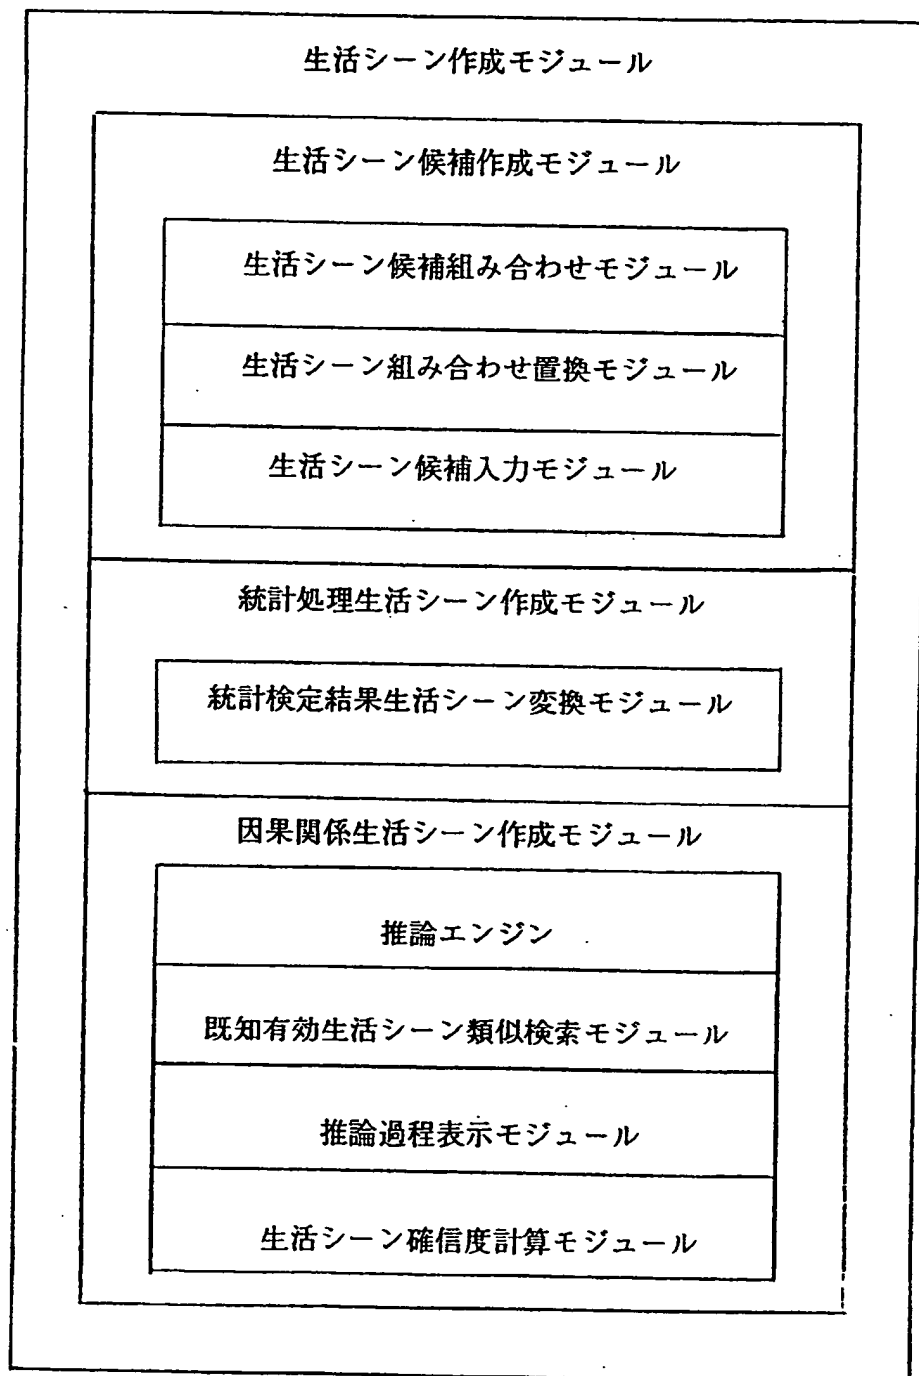 生活シーン作成モジュール
生活シーン候補作成モジュール
生活シーン候補組み合わせモジュール
生活シーン組み合わせ置換モジュール
生活シーン候補入力モジュール
統計処理生活シーン作成モジュール
統計検定結果生活シーン変換モジュール
因果関係生活シーン作成モジュール
推論エンジン
既知有効生活シーン類似検索モジュール
推論過程表示モジュール
生活シーン確信度計算モジュール